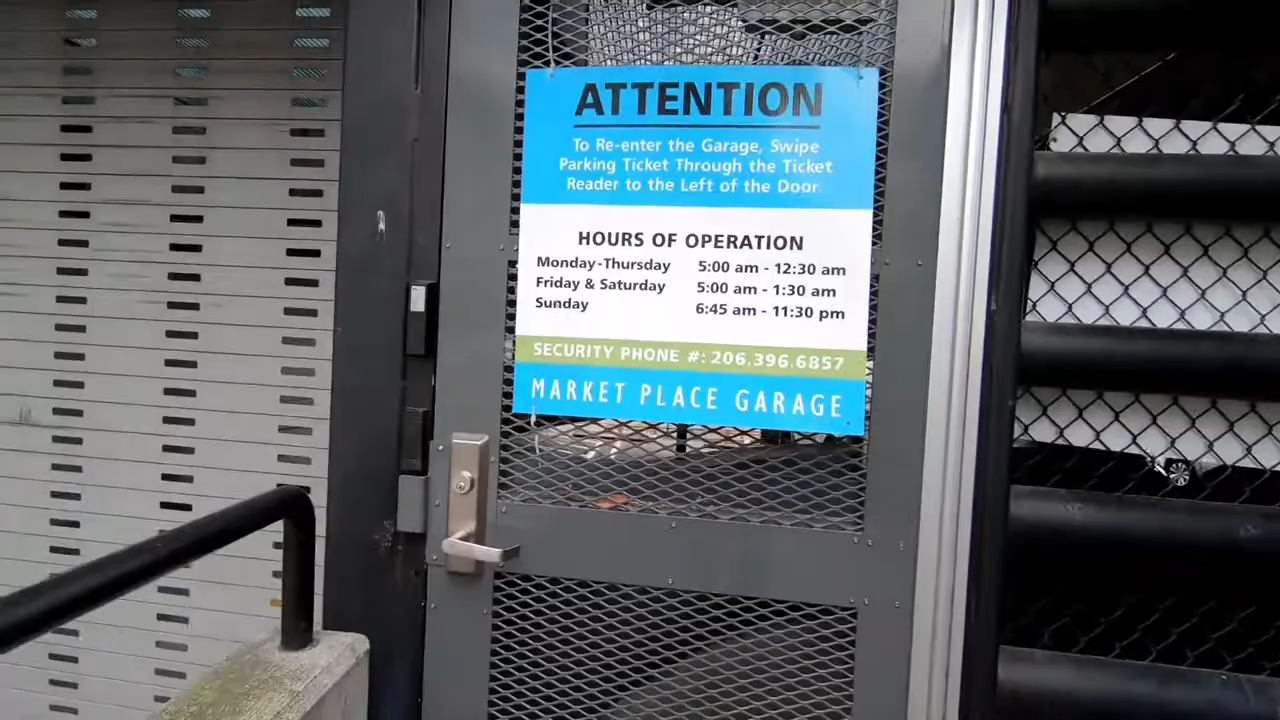 ATTENTION
To Re-enter the Garage, Swipe
Parking Ticket Through the Ticket
Reader to the Left of the Door.
HOURS OF OPERATION
Monday-Thursday 5:00 am - 12:30 am
Friday & Saturday 5:00 am - 1:30 am
Sunday 6:45 am - 11:30 pm
SECURITY PHONE #: 206.396.6857
MARKET PLACE GARAGE